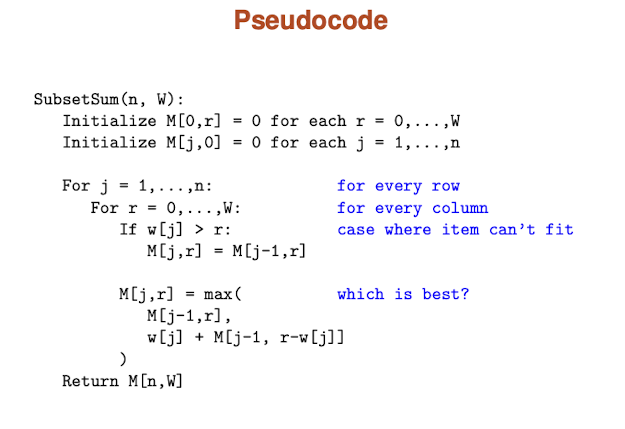 Pseudocode
SubsetSum(n, W):
Initialize M[0,r] = 0 for each r = 0,...,W
Initialize M[j,0] = 0 for each j = 1,...,n
For j = 1,...,n: for every row
For r = 0,...,W: for every column
If w[j] > r: case where item can't fit
M[j,r] = M[j-1,r]
M[j,r] = max( which is best?
M[j-1,r],
w[j] + M[j-1, r-w[j]]
)
Return M[n,W]